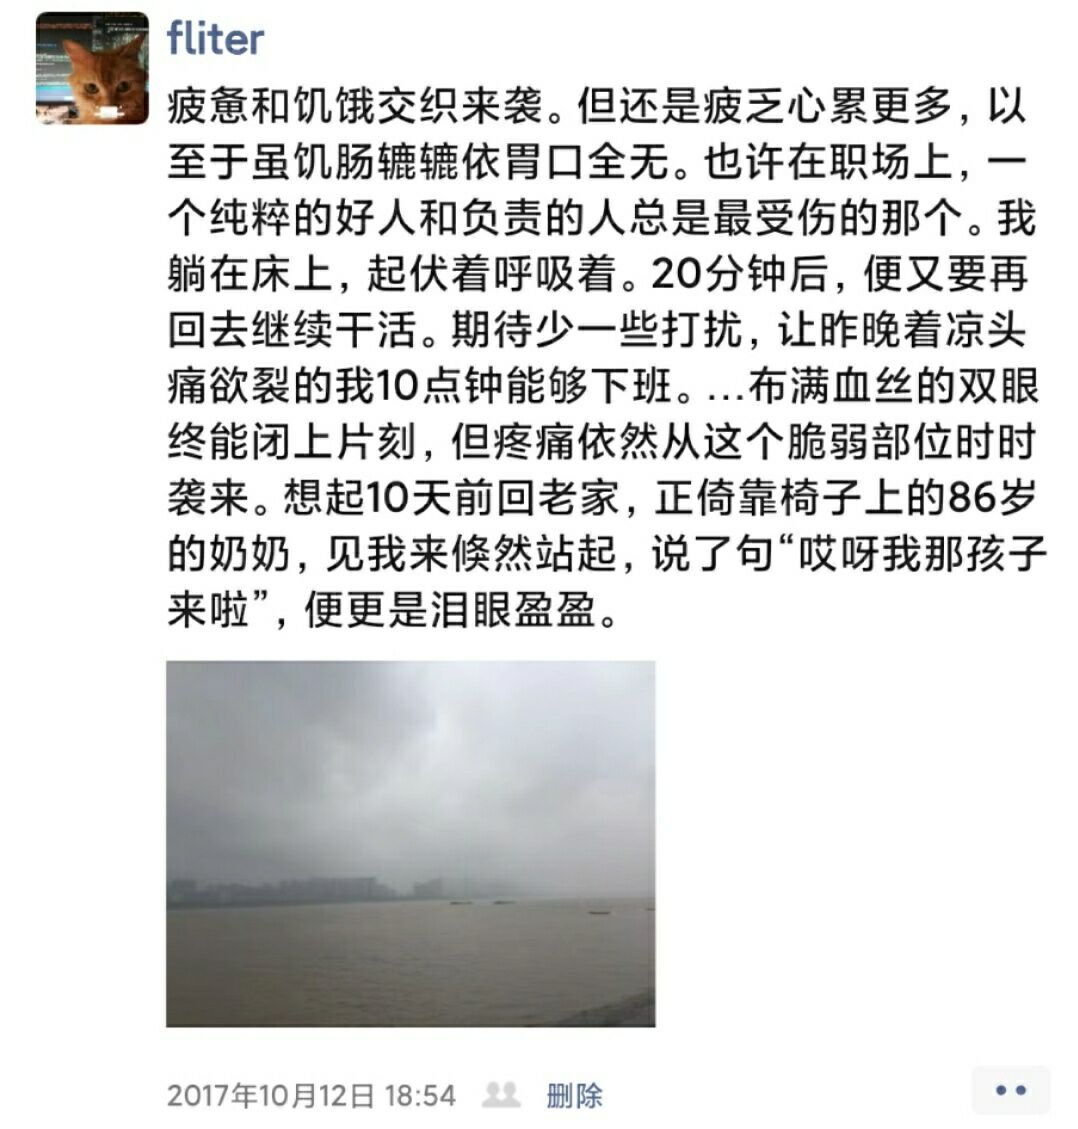 fliter
疲惫和饥饿交织来袭。但还是疲乏心累更多，以
至于虽饥肠辘辘依胃口全无。也许在职场上，一
个纯粹的好人和负责的人总是最受伤的那个。我
躺在床上，起伏着呼吸着。20分钟后，便又要再
回去继续干活。期待少一些打扰，让昨晚着凉头
痛欲裂的我10点钟能够下班。…布满血丝的双眼
终能闭上片刻，但疼痛依然从这个脆弱部位时时
袭来。想起10天前回老家，正倚靠椅子上的86岁
的奶奶，见我来倏然站起，说了句“哎呀我那孩子
来啦”，便更是泪眼盈盈。
2017年10月12日 18:54 删除